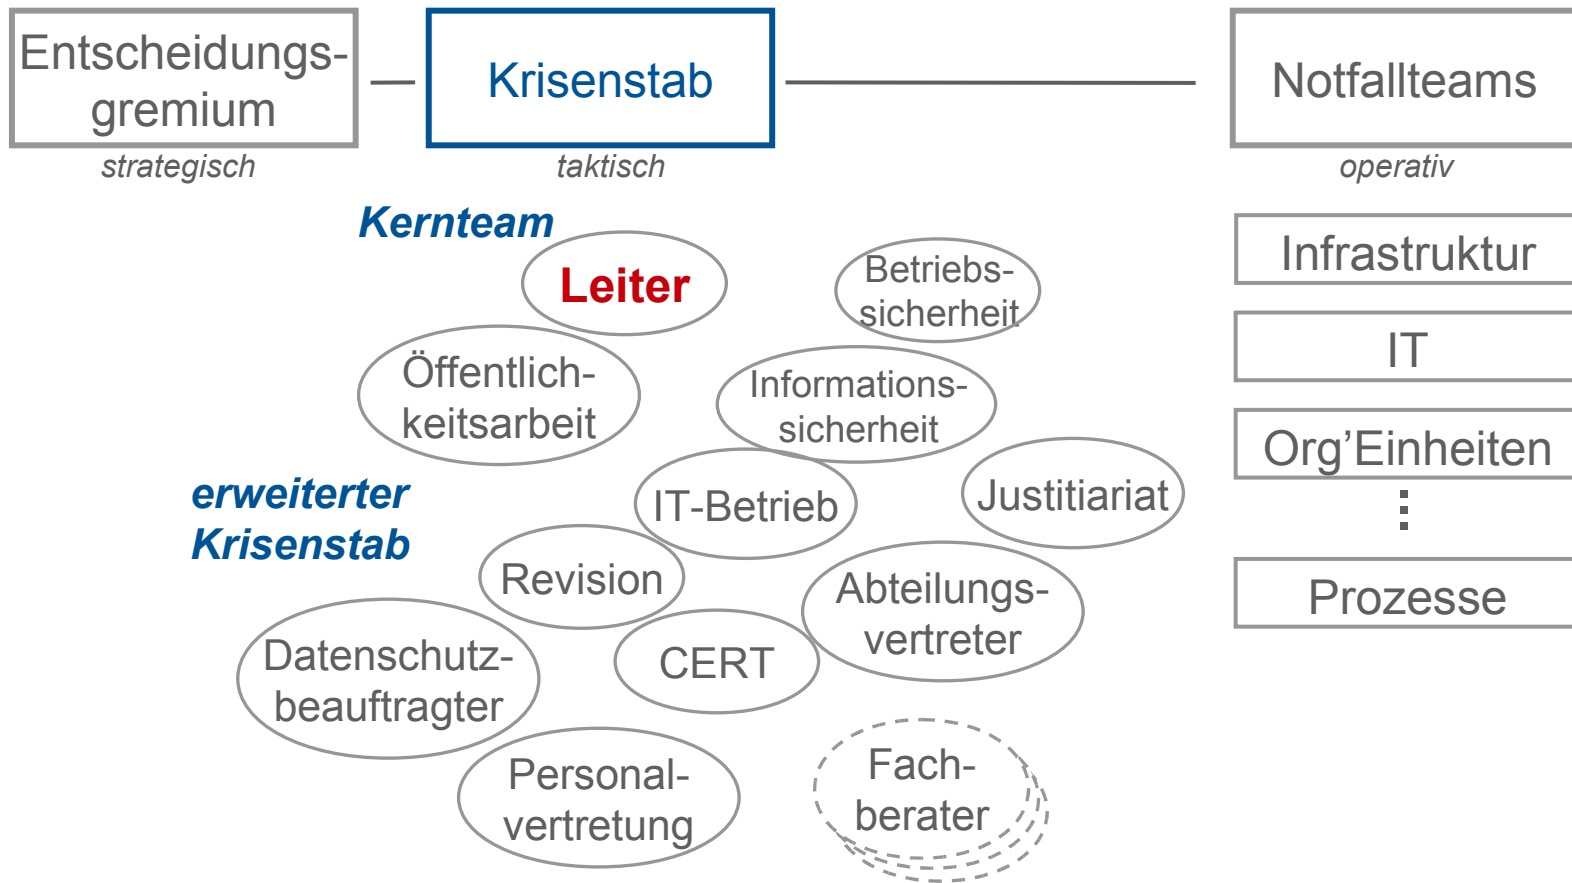 Entscheidungs-
gremium
strategisch
Krisenstab
taktisch
Notfallteams
operativ
Kernteam
Leiter
Betriebs-
sicherheit
Öffentlich-
keitsarbeit
Informations-
sicherheit
erweiterter
Krisenstab
IT-Betrieb
Justitiariat
Revision
Abteilungs-
vertreter
Datenschutz-
beauftragter
CERT
Personal-
vertretung
Fach-
berater
Infrastruktur
IT
Org’Einheiten
Prozesse